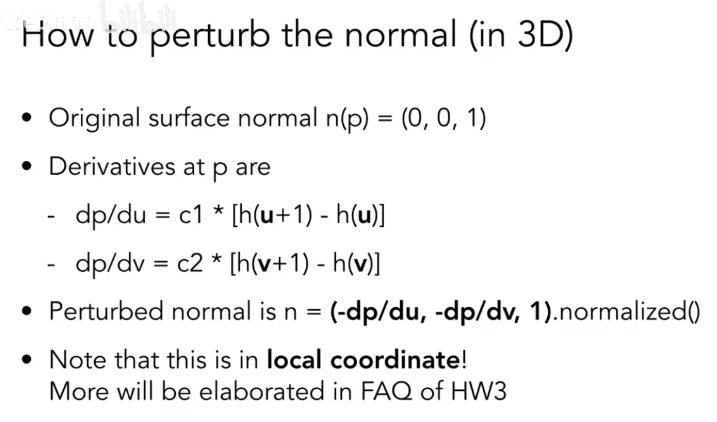 How to perturb the normal (in 3D)
• Original surface normal n(p) = (0, 0, 1)
• Derivatives at p are
- dp/du = c1 * [h(u+1) - h(u)]
- dp/dv = c2 * [h(v+1) - h(v)]
• Perturbed normal is n = (-dp/du, -dp/dv, 1).normalized()
• Note that this is in local coordinate!
More will be elaborated in FAQ of HW3